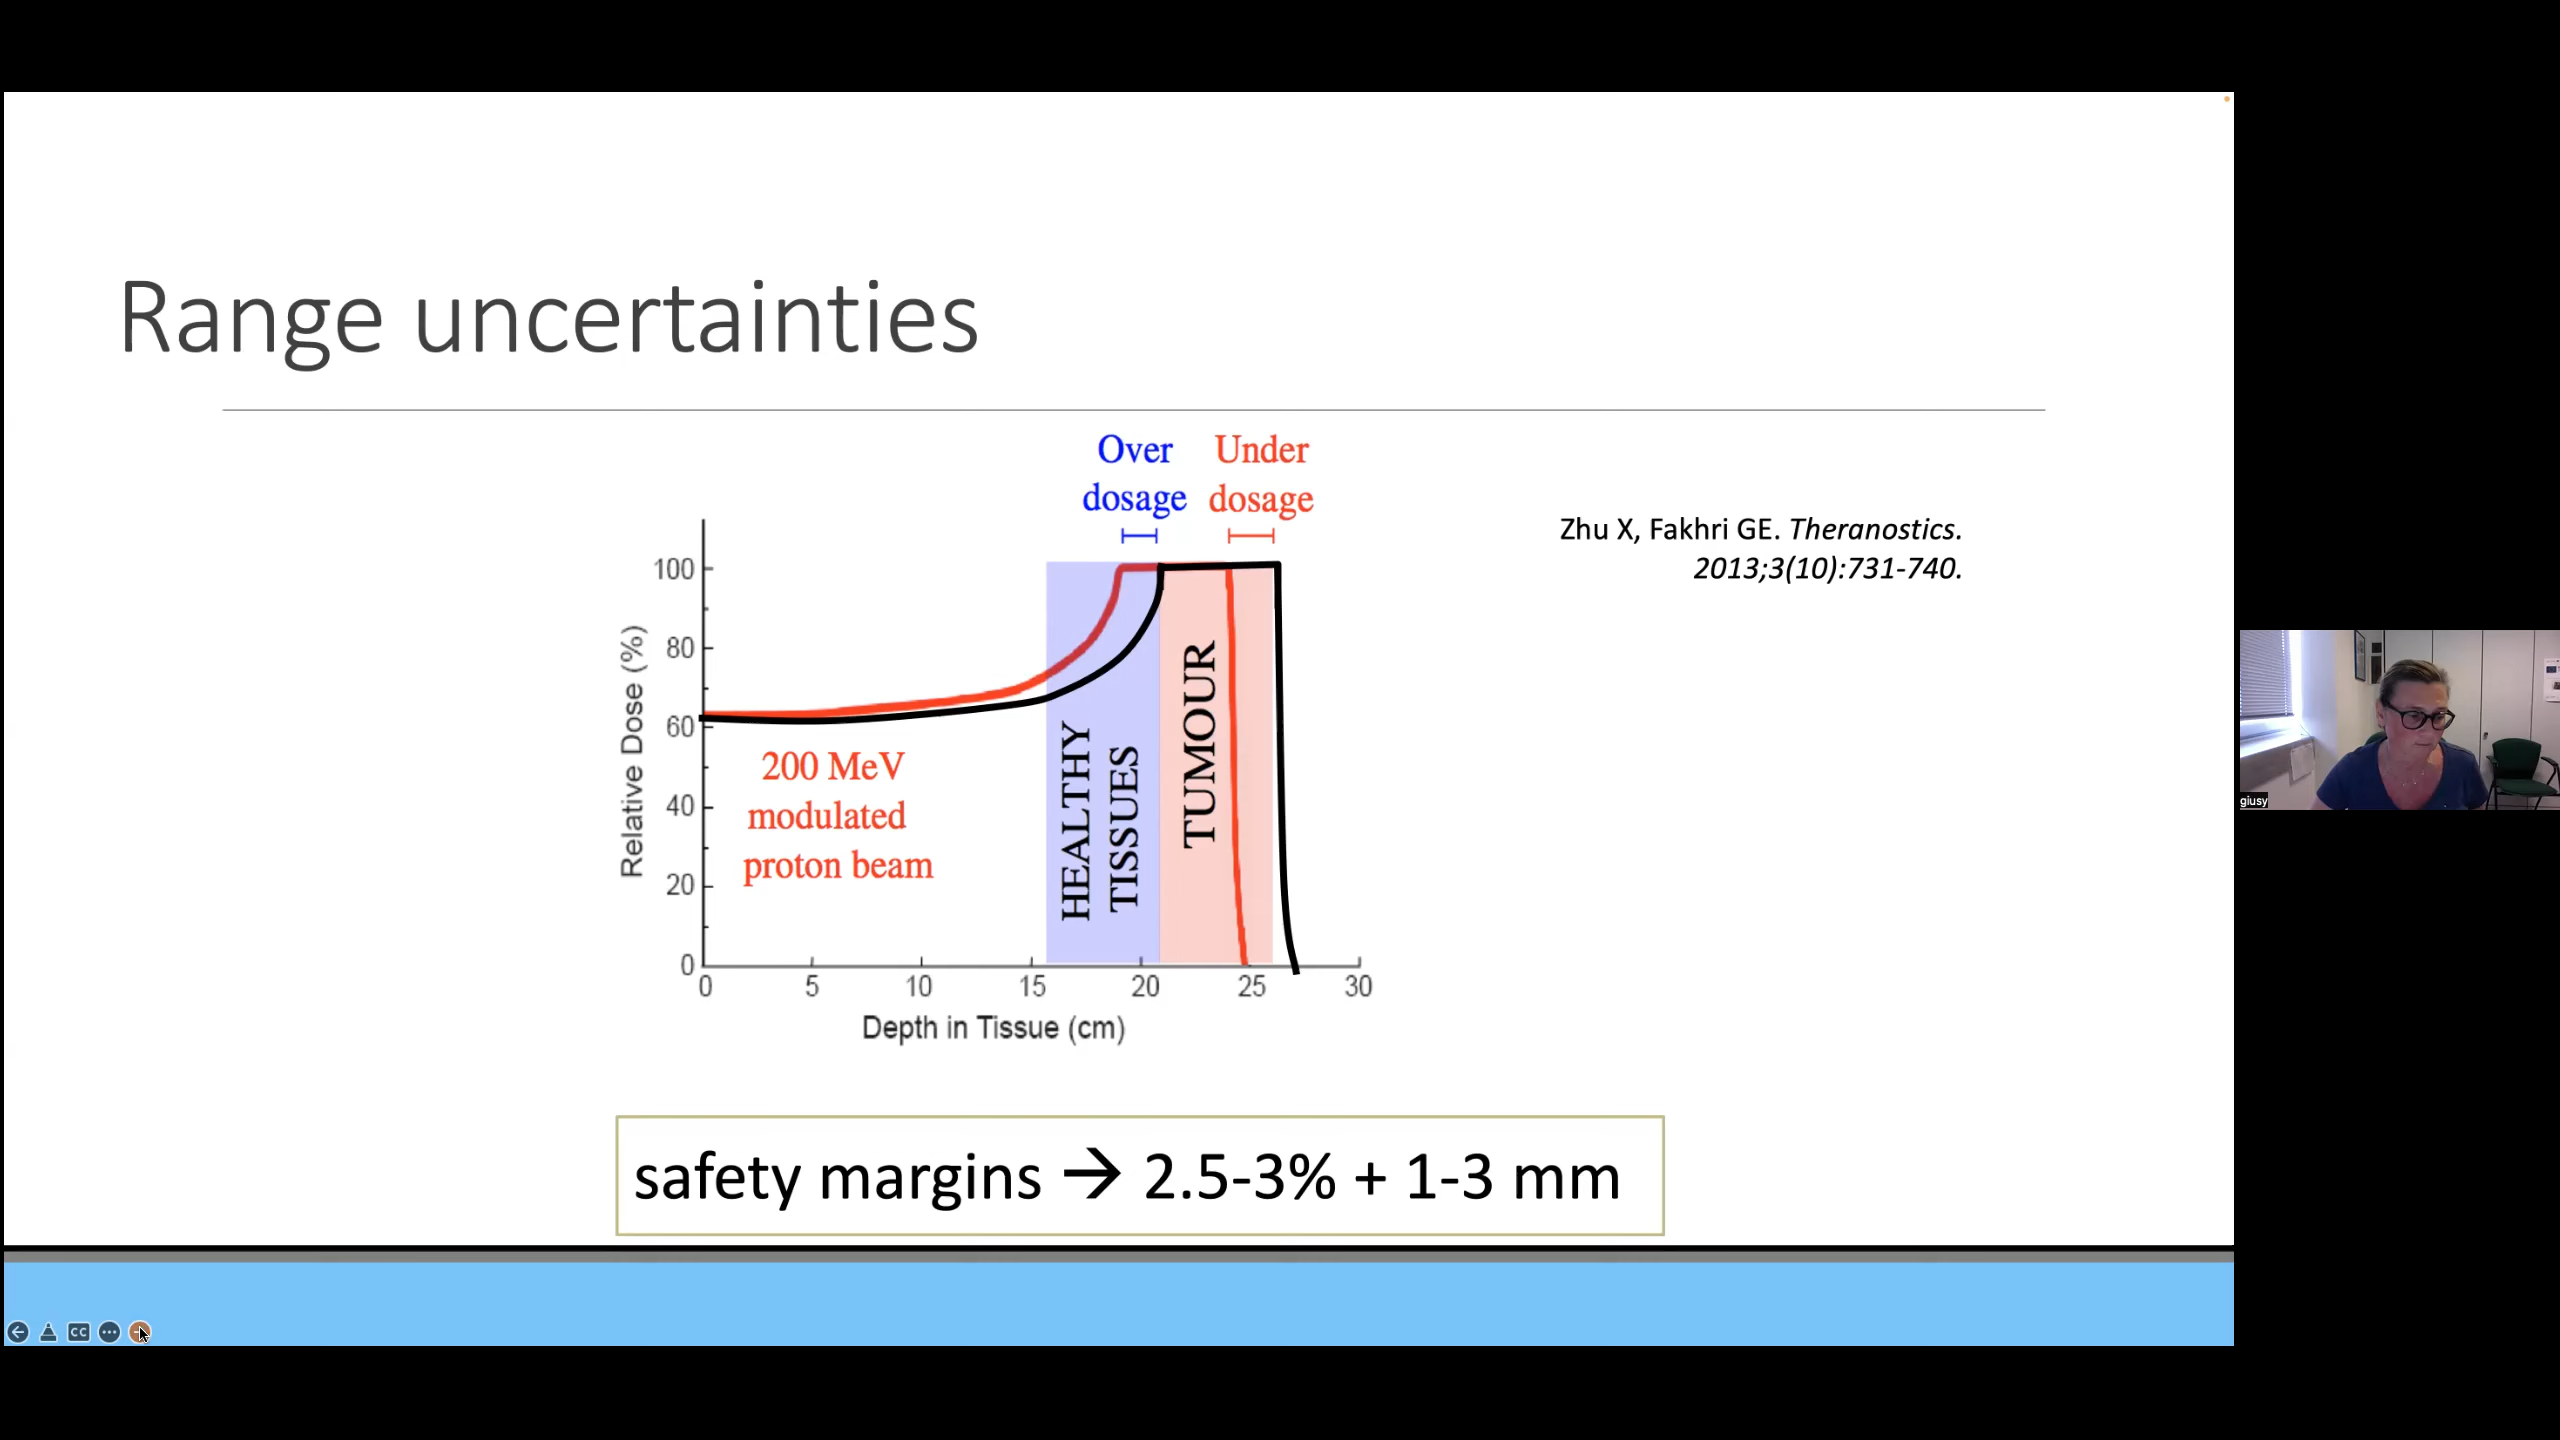 Range uncertainties
Over
dosage
Under
dosage
Zhu X, Fakhri GE. Theranostics.
2013;3(10):731-740.
100
80
60
40
20
0
Relative Dose (%)
200 MeV
modulated
proton beam
HEALTHY
TISSUES
TUMOUR
0 5 10 15 20 25 30
Depth in Tissue (cm)
safety margins → 2.5-3% + 1-3 mm
giusy
CC